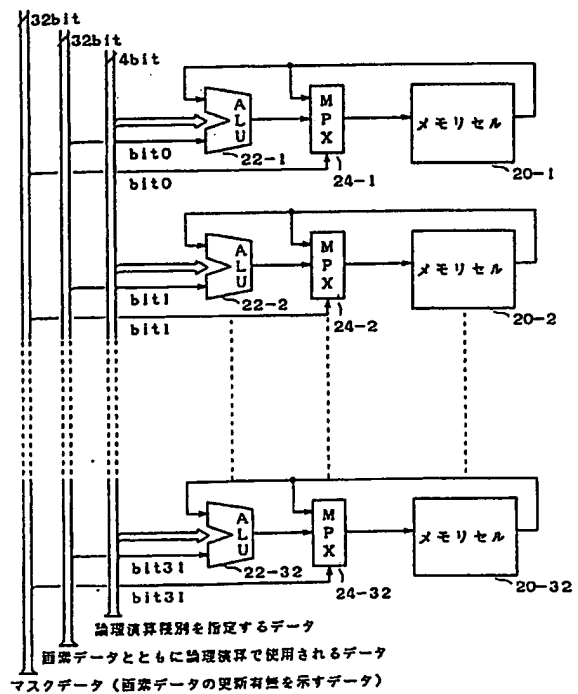 32bit
32bit
4bit
ALU
MPX
メモリセル
bit0
22-1
bit0
24-1
20-1
ALU
MPX
メモリセル
bit1
22-2
bit1
24-2
20-2
ALU
MPX
メモリセル
bit31
22-32
bit31
24-32
20-32
論理演算種別を指定するデータ
画素データとともに論理演算で使用されるデータ
マスクデータ(画素データの更新有無を示すデータ)